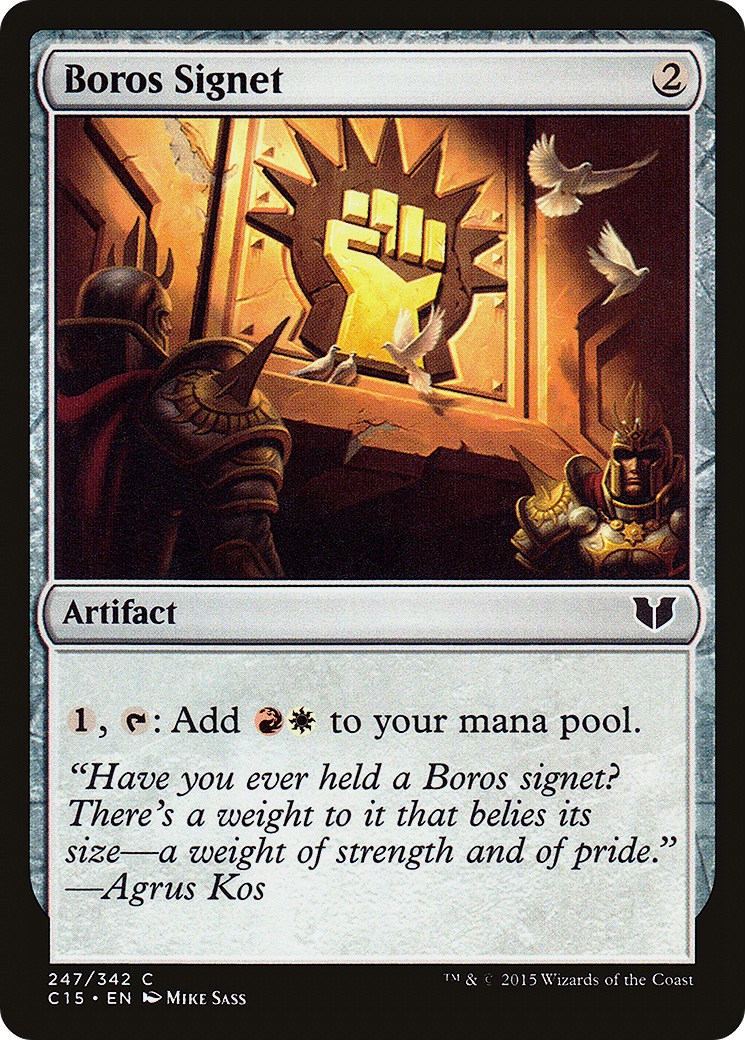 Boros Signet 2
Artifact
1, : Add to your mana pool.
“Have you ever held a Boros signet?
There’s a weight to it that belies its
size—a weight of strength and of pride.”
—Agrus Kos
247/342 C
C15 • EN Mike Sass
™ & © 2015 Wizards of the Coast